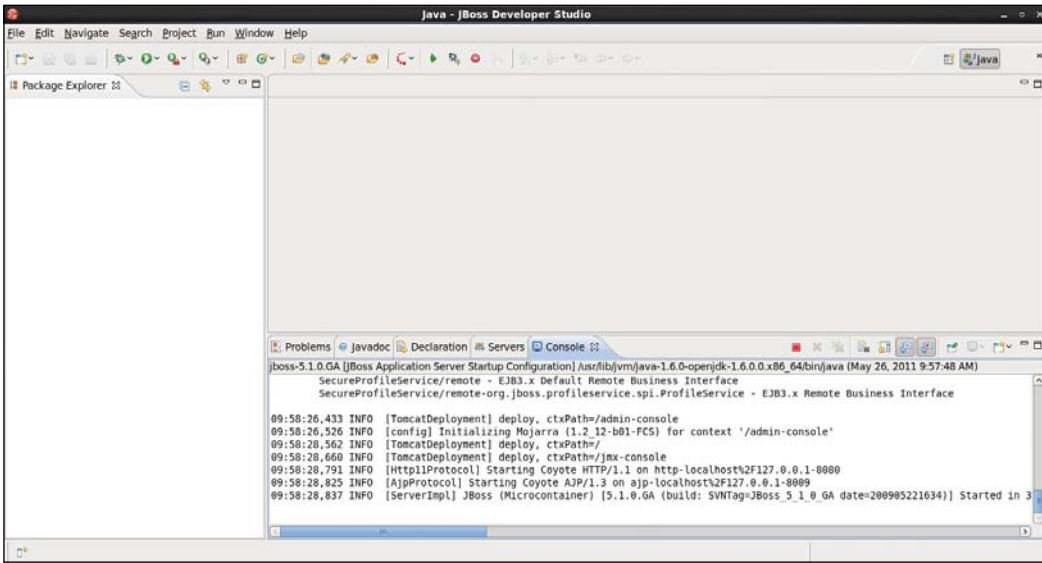 Java - JBoss Developer Studio
File Edit Navigate Search Project Run Window Help
Java
Package Explorer
Problems Javadoc Declaration Servers Console
jboss-5.1.0.GA [JBoss Application Server Startup Configuration] /usr/lib/jvm/java-1.6.0-openjdk-1.6.0.0.x86_64/bin/java (May 26, 2011 9:57:48 AM)
SecureProfileService/remote - EJB3.x Default Remote Business Interface
SecureProfileService/remote-org.jboss.profileservice.spi.ProfileService - EJB3.x Remote Business Interface
09:58:26,433 INFO [TomcatDeployment] deploy, ctxPath=/admin-console
09:58:26,526 INFO [config] Initializing Mojarra (1.2_12-b01-FCS) for context '/admin-console'
09:58:28,562 INFO [TomcatDeployment] deploy, ctxPath=/
09:58:28,660 INFO [TomcatDeployment] deploy, ctxPath=/jmx-console
09:58:28,791 INFO [Http11Protocol] Starting Coyote HTTP/1.1 on http-localhost%2F127.0.0.1-8080
09:58:28,825 INFO [AjpProtocol] Starting Coyote AJP/1.3 on ajp-localhost%2F127.0.0.1-8009
09:58:28,837 INFO [ServerImpl] JBoss (Microcontainer) [5.1.0.GA (build: SVNTag=JBoss_5_1_0_GA date=200905221634)] Started in 3